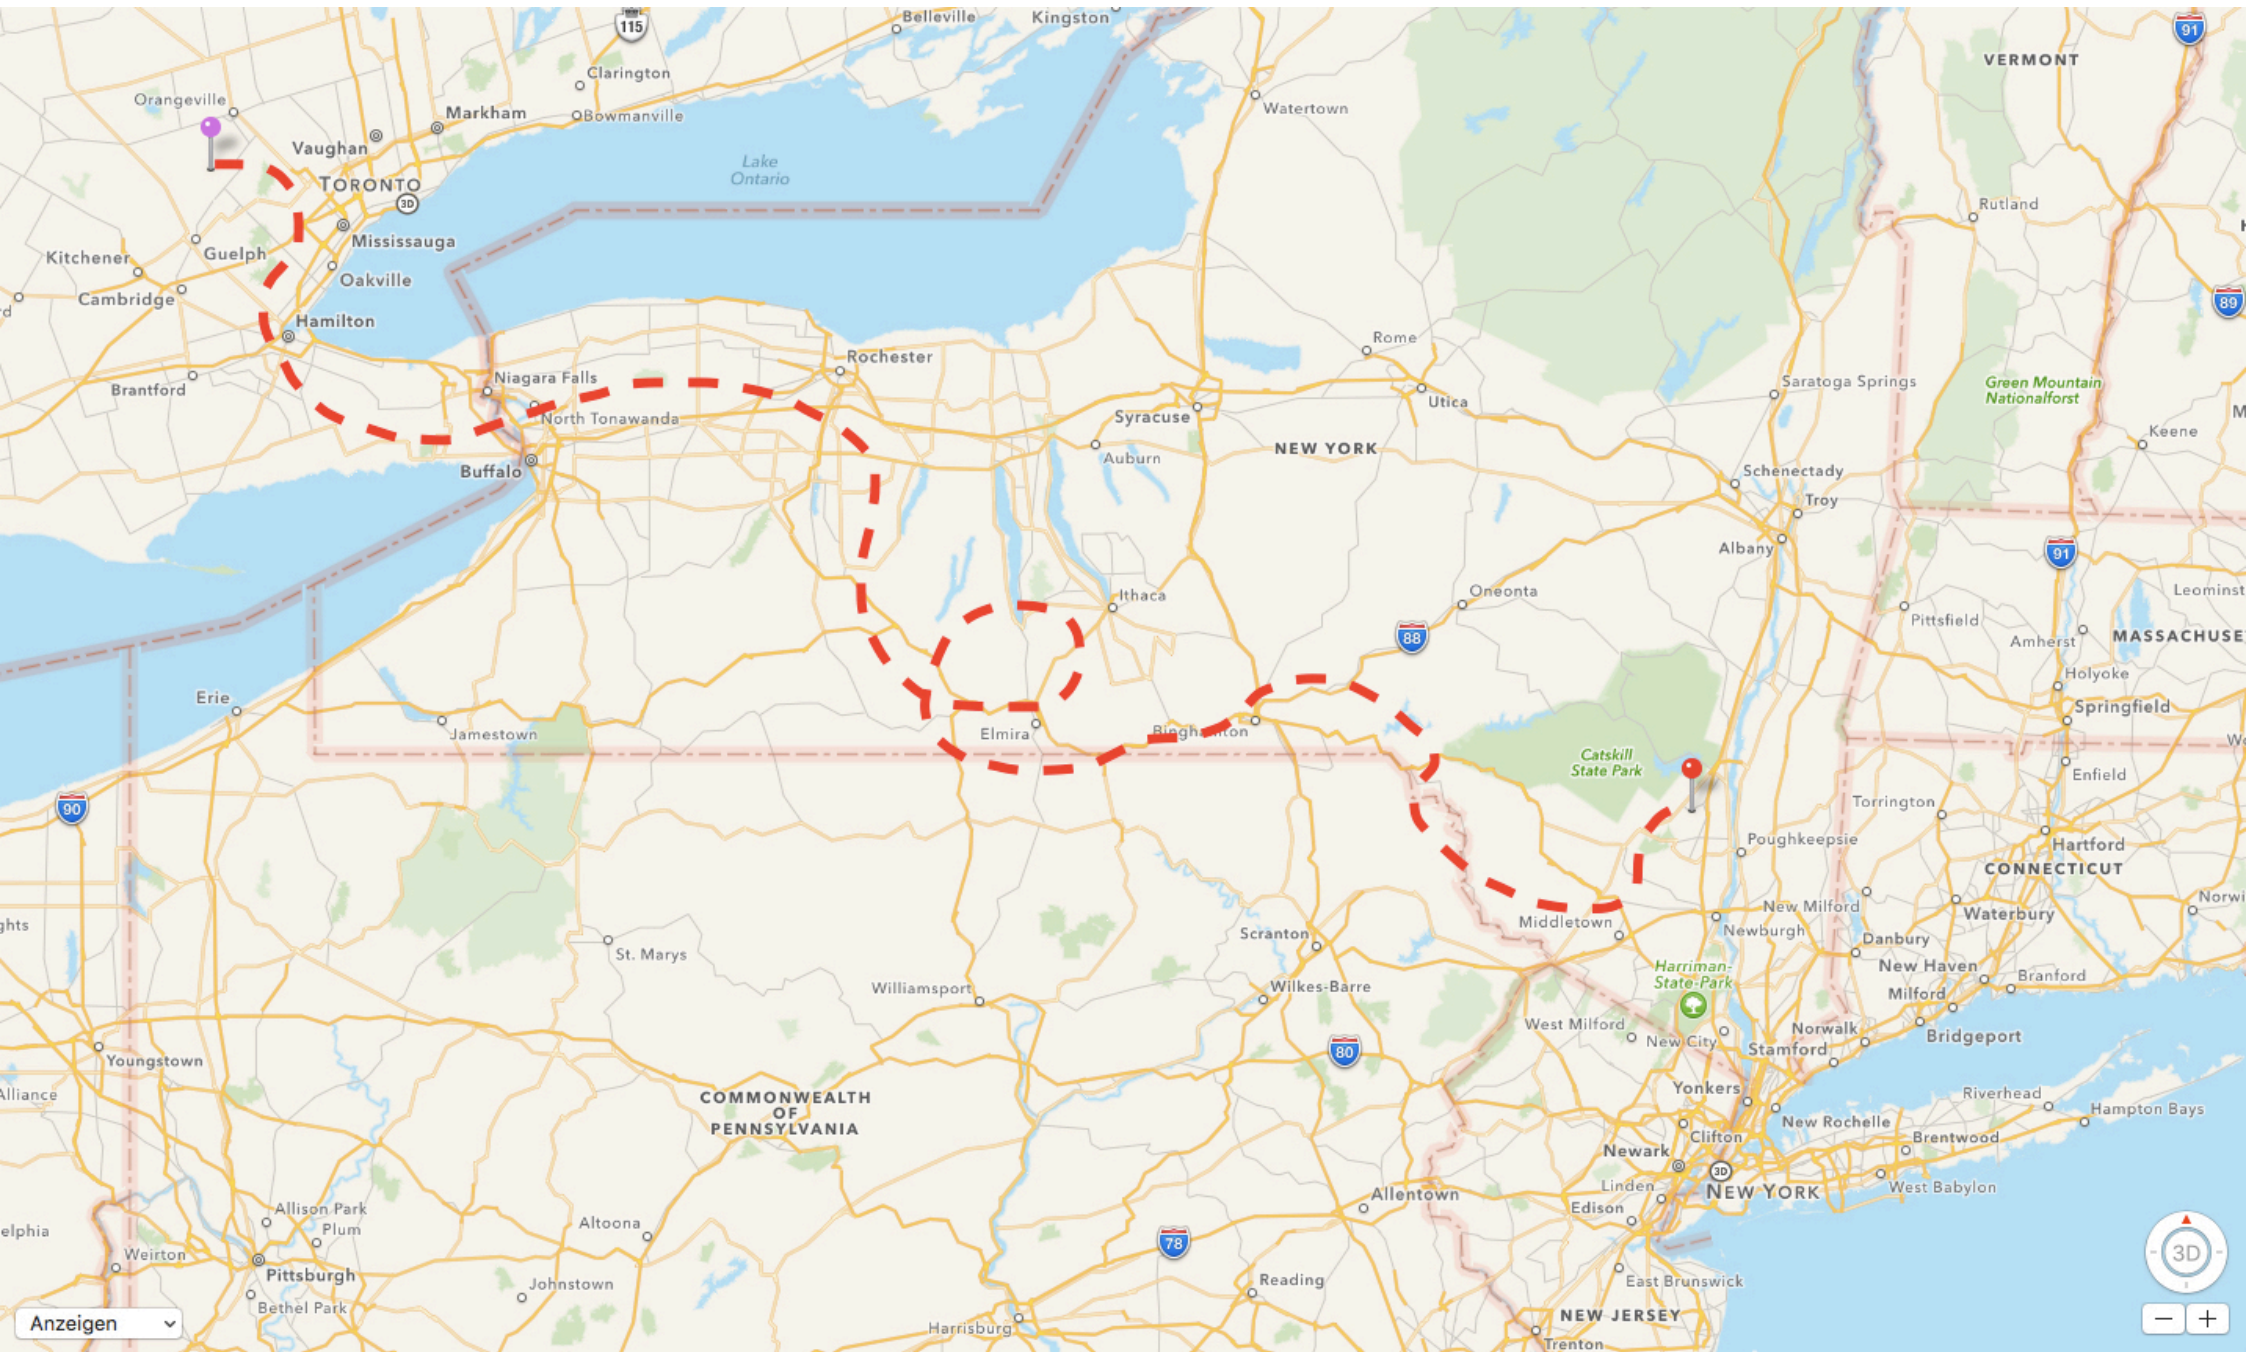 115
Belleville
Kingston
91
VERMONT
Clarington
Orangeville
Markham
Bowmanville
Watertown
Vaughan
Lake
Ontario
TORONTO
3D
Rutland
Mississauga
Guelph
Kitchener
Oakville
Cambridge
89
Hamilton
Rome
Rochester
Niagara Falls
Saratoga Springs
Green Mountain
Nationalforst
Brantford
Utica
North Tonawanda
Syracuse
Keene
NEW YORK
Auburn
Buffalo
Schenectady
Troy
Albany
91
Leominst
Ithaca
Oneonta
Pittsfield
88
Amherst
MASSACHUSE
Holyoke
Erie
Springfield
Jamestown
Elmira
Binghamton
Catskill
State Park
Enfield
90
Torrington
Poughkeepsie
Hartford
CONNECTICUT
ghts
New Milford
Norwi
Waterbury
Middletown
Newburgh
Scranton
Danbury
St. Marys
Harriman-
State-Park
New Haven
Branford
Williamsport
Wilkes-Barre
Milford
West Milford
Norwalk
Bridgeport
New City
Stamford
80
Youngstown
Yonkers
Alliance
COMMONWEALTH
OF
PENNSYLVANIA
Riverhead
Hampton Bays
New Rochelle
Clifton
Brentwood
Newark
3D
Linden
NEW YORK
West Babylon
Allentown
Edison
Allison Park
Altoona
elphia
Plum
78
Weirton
3D
Pittsburgh
Johnstown
Reading
East Brunswick
Bethel Park
NEW JERSEY
Anzeigen
Harrisburg
Trenton